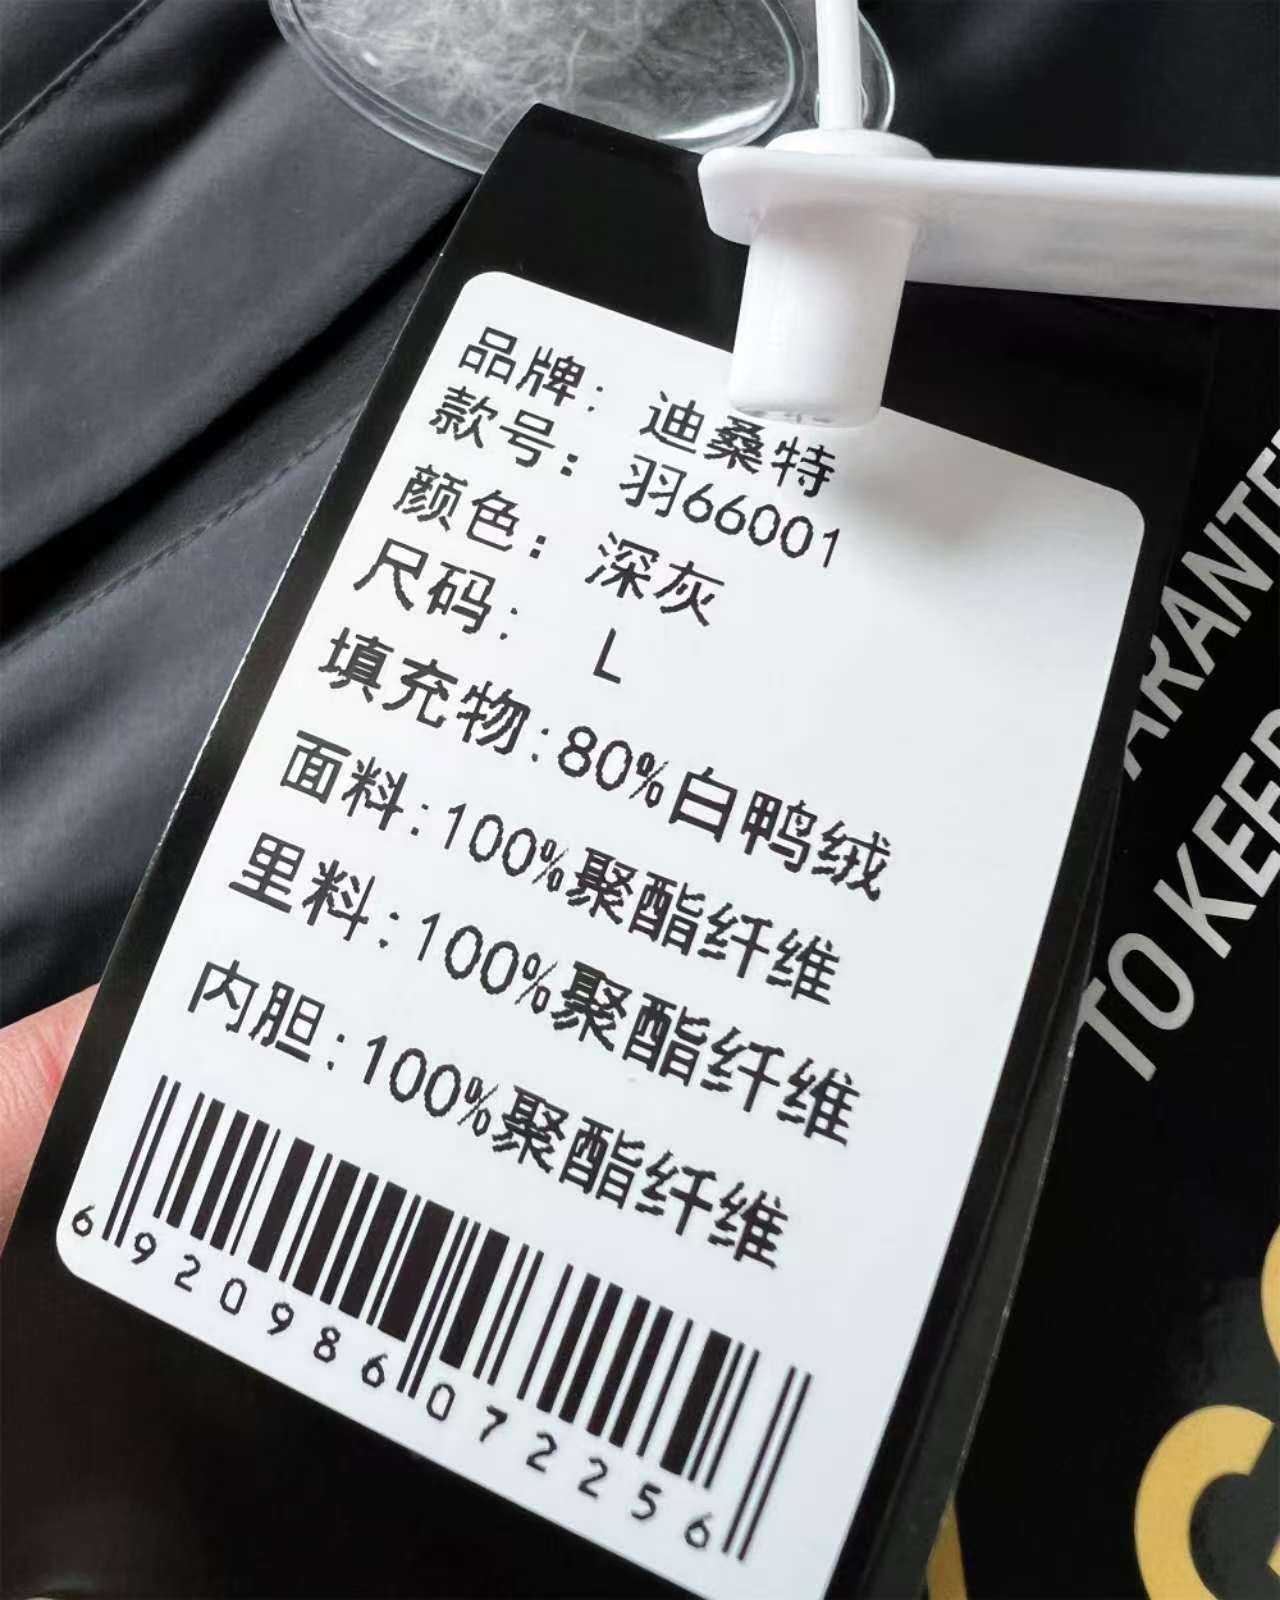 品牌： 迪桑特
款号： 羽66001
颜色： 深灰
尺码： L
填充物:80%白鸭绒
面料:100%聚酯纤维
里料:100%聚酯纤维
内胆:100%聚酯纤维
6920986072256
TO KEEP